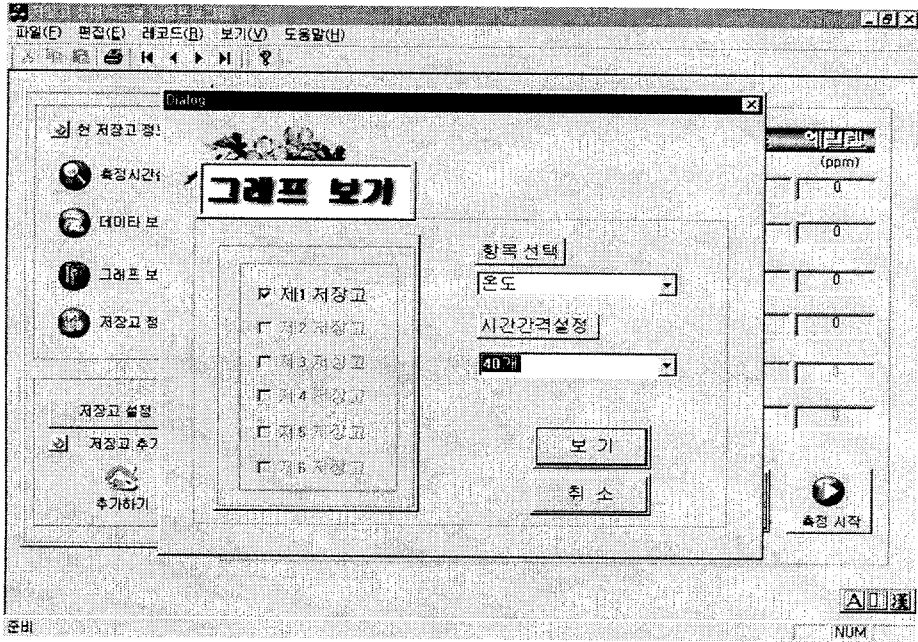 파일(F) 편집(E) 레코드(R) 보기(V) 도움말(H)
Dialog
현 저장고 정보
측정시간
데이타 보
그래프 보
저장고 정
저장고 설정
저장고 추가
추가하기
그래프 보기
제1 저장고
제2 저장고
제3 저장고
제4 저장고
제5 저장고
제6 저장고
항목 선택
온도
시간간격설정
40개
보 기
취 소
에틸렌
(ppm)
0
0
0
0
측정 시작
준비
NUM